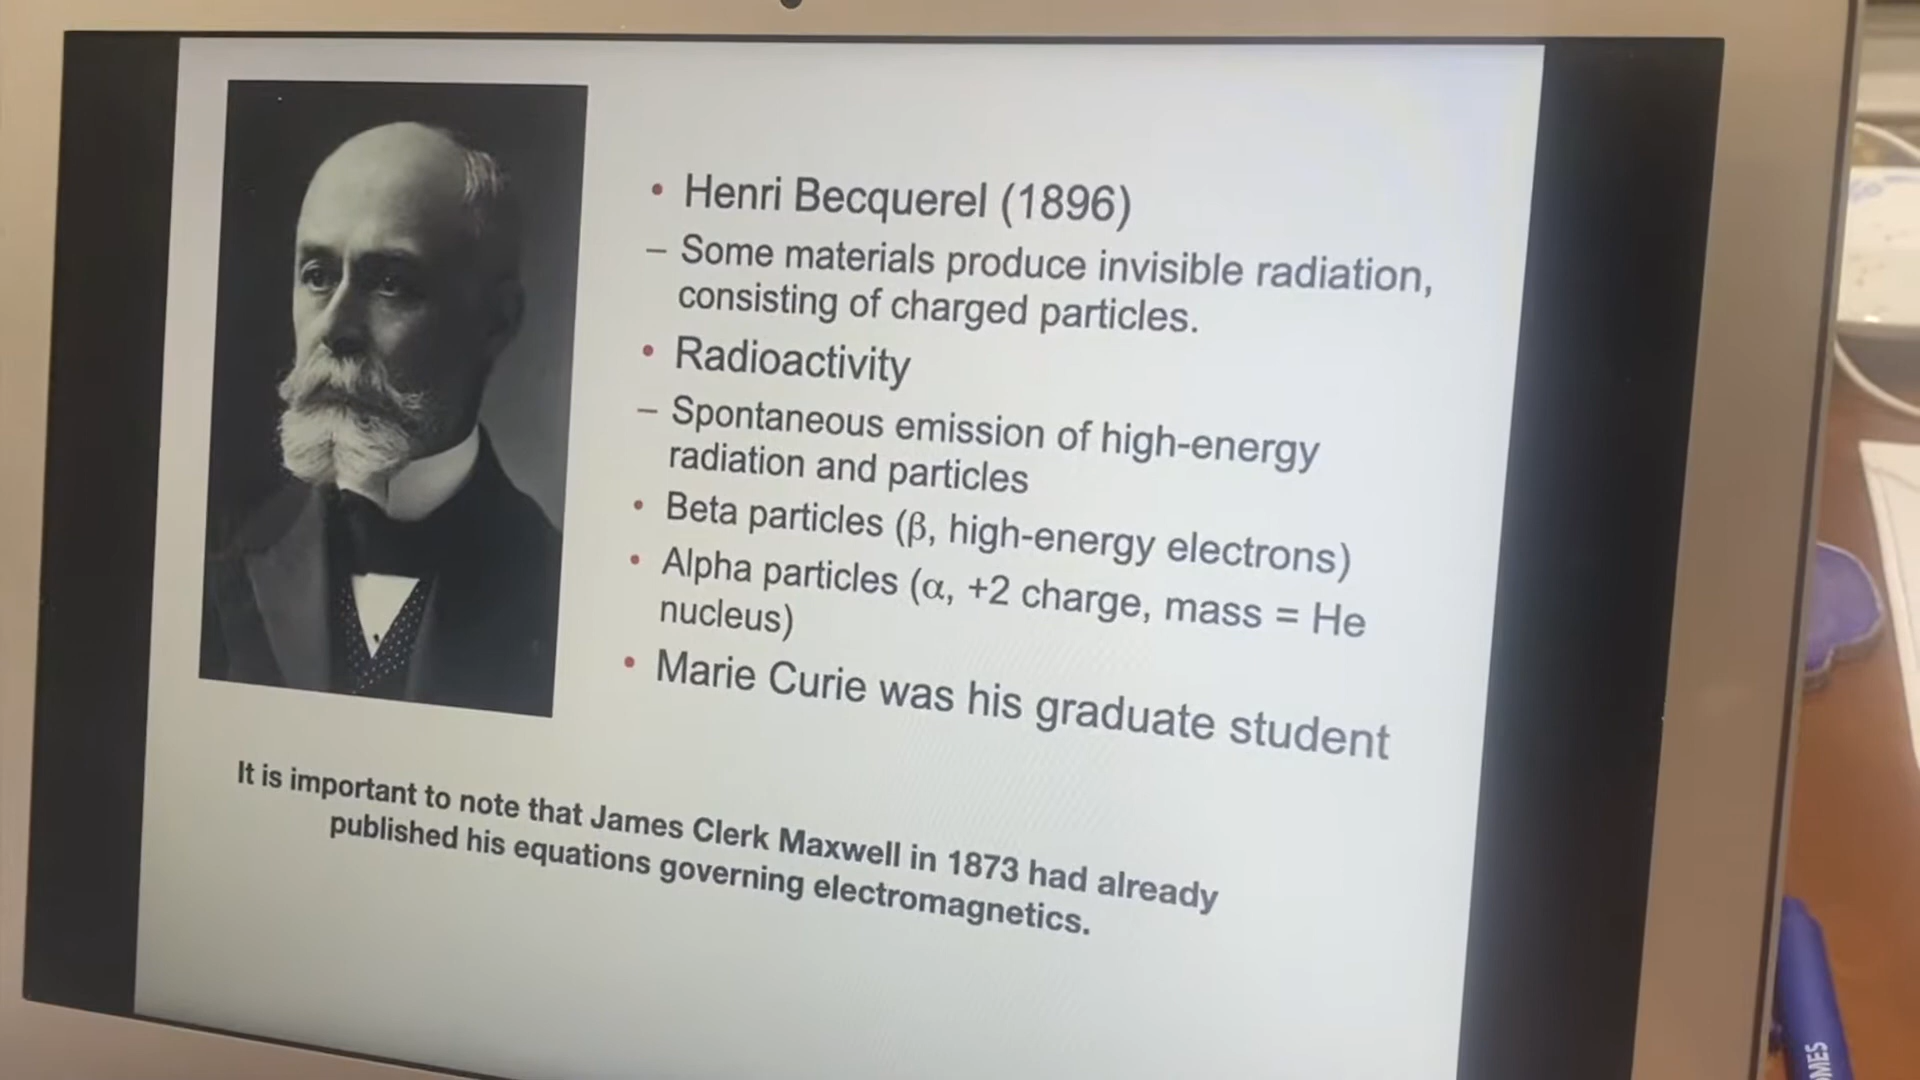 • Henri Becquerel (1896)
– Some materials produce invisible radiation,
consisting of charged particles.
• Radioactivity
– Spontaneous emission of high-energy
radiation and particles
• Beta particles (β, high-energy electrons)
• Alpha particles (α, +2 charge, mass = He
nucleus)
• Marie Curie was his graduate student
It is important to note that James Clerk Maxwell in 1873 had already
published his equations governing electromagnetics.